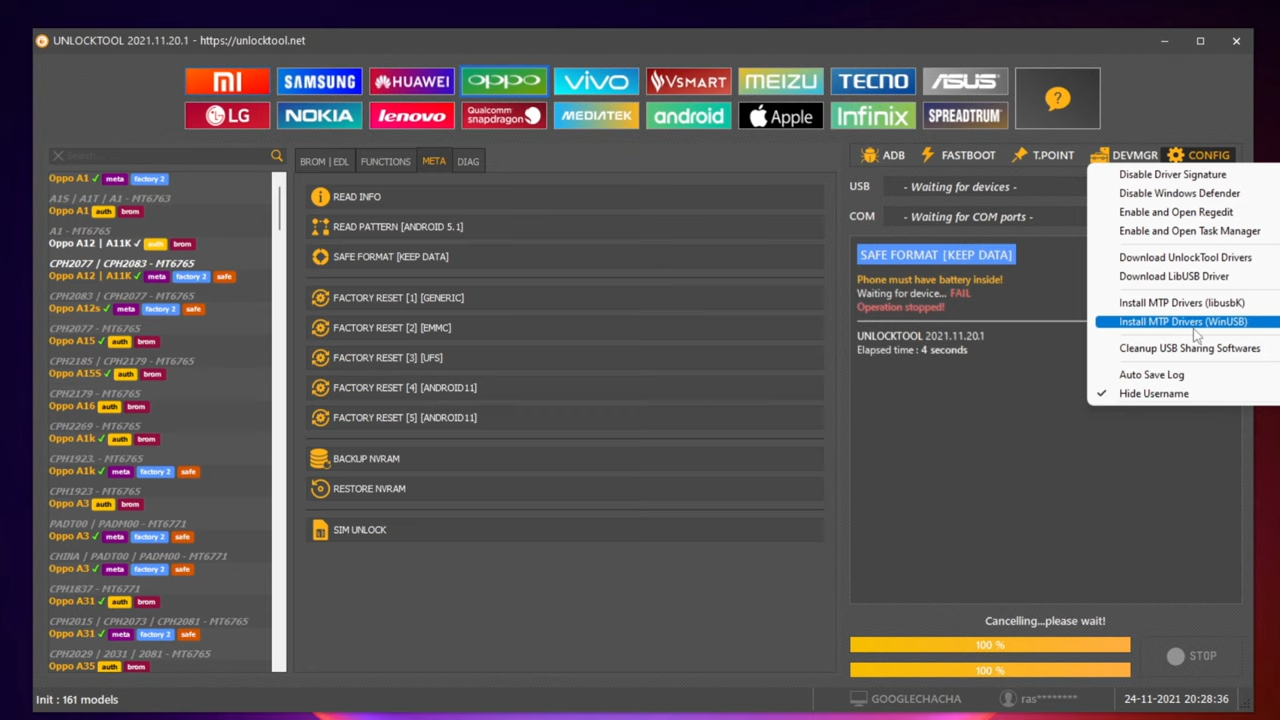 UNLOCKTOOL 2021.11.20.1 - https://unlocktool.net
MI SAMSUNG HUAWEI oppo vivo VSMART MEIZU TECNO ASUS ?
LG NOKIA lenovo Qualcomm snapdragon MEDIATEK android Apple Infinix SPREADTRUM
Search...
BROM | EDL FUNCTIONS META DIAG
ADB FASTBOOT T.POINT DEVMGR CONFIG
Oppo A1 ✓ meta factory 2
A1S / A1T / A1 - MT6763
Oppo A1 auth brom
A1 - MT6765
Oppo A12 | A11K ✓ auth brom
CPH2077 / CPH2083 - MT6765
Oppo A12 | A11K ✓ meta factory 2 safe
CPH2083 / CPH2077 - MT6765
Oppo A12s ✓ meta factory 2 safe
CPH2077 - MT6765
Oppo A15 ✓ auth brom
CPH2185 / CPH2179 - MT6765
Oppo A15S ✓ auth brom
CPH2179 - MT6765
Oppo A16 auth brom
CPH2269 - MT6765
Oppo A1k ✓ auth brom
CPH1923. - MT6765
Oppo A1k ✓ meta factory 2 safe
CPH1923 - MT6765
Oppo A3 auth brom
PADT00 / PADM00 - MT6771
Oppo A3 ✓ meta factory 2 safe
CHINA / PADT00 / PADM00 - MT6771
Oppo A3 ✓ meta factory 2 safe
CPH1837 - MT6771
Oppo A31 ✓ auth brom
CPH2015 / CPH2073 / CPH2081 - MT6765
Oppo A31 ✓ meta factory 2 safe
CPH2029 / 2031 / 2081 - MT6765
Oppo A35 auth brom
READ INFO
READ PATTERN [ANDROID 5.1]
SAFE FORMAT [KEEP DATA]
FACTORY RESET [1] [GENERIC]
FACTORY RESET [2] [EMMC]
FACTORY RESET [3] [UFS]
FACTORY RESET [4] [ANDROID11]
FACTORY RESET [5] [ANDROID11]
BACKUP NVRAM
RESTORE NVRAM
SIM UNLOCK
USB - Waiting for devices -
COM - Waiting for COM ports -
SAFE FORMAT [KEEP DATA]
Phone must have battery inside!
Waiting for device... FAIL
Operation stopped!
UNLOCKTOOL 2021.11.20.1
Elapsed time : 4 seconds
Disable Driver Signature
Disable Windows Defender
Enable and Open Regedit
Enable and Open Task Manager
Download UnlockTool Drivers
Download LibUSB Driver
Install MTP Drivers (libusbK)
Install MTP Drivers (WinUSB)
Cleanup USB Sharing Softwares
Auto Save Log
✓ Hide Username
Cancelling...please wait!
100 %
100 %
STOP
Init : 161 models
GOOGLECHACHA
ras********
24-11-2021 20:28:36